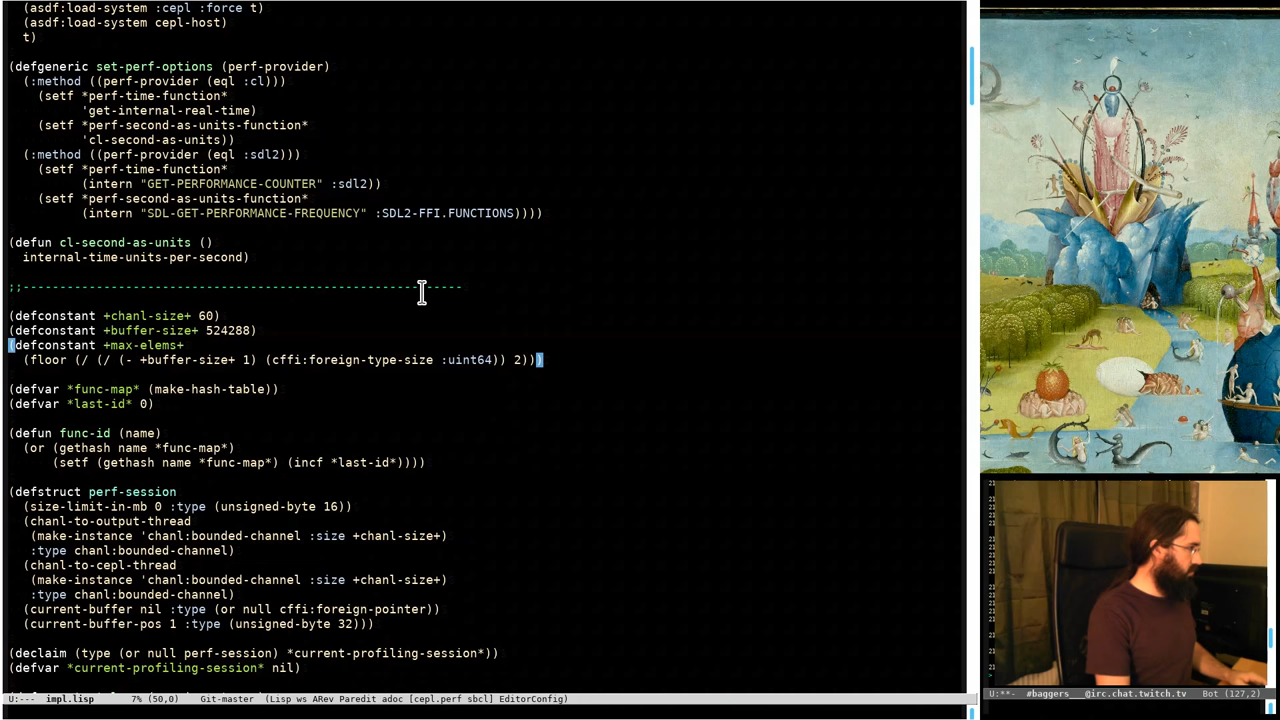 (asdf:load-system :cepl :force t)
(asdf:load-system cepl-host)
t)
(defgeneric set-perf-options (perf-provider)
(:method ((perf-provider (eql :cl)))
(setf *perf-time-function*
'get-internal-real-time)
(setf *perf-second-as-units-function*
'cl-second-as-units))
(:method ((perf-provider (eql :sdl2)))
(setf *perf-time-function*
(intern "GET-PERFORMANCE-COUNTER" :sdl2))
(setf *perf-second-as-units-function*
(intern "SDL-GET-PERFORMANCE-FREQUENCY" :SDL2-FFI.FUNCTIONS))))
(defun cl-second-as-units ()
internal-time-units-per-second)
;;------------------------------------------------------------
(defconstant +chanl-size+ 60)
(defconstant +buffer-size+ 524288)
(defconstant +max-elems+
(floor (/ (/ (- +buffer-size+ 1) (cffi:foreign-type-size :uint64)) 2)))
(defvar *func-map* (make-hash-table))
(defvar *last-id* 0)
(defun func-id (name)
(or (gethash name *func-map*)
(setf (gethash name *func-map*) (incf *last-id*))))
(defstruct perf-session
(size-limit-in-mb 0 :type (unsigned-byte 16))
(chanl-to-output-thread
(make-instance 'chanl:bounded-channel :size +chanl-size+)
:type chanl:bounded-channel)
(chanl-to-cepl-thread
(make-instance 'chanl:bounded-channel :size +chanl-size+)
:type chanl:bounded-channel)
(current-buffer nil :type (or null cffi:foreign-pointer))
(current-buffer-pos 1 :type (unsigned-byte 32)))
(declaim (type (or null perf-session) *current-profiling-session*))
(defvar *current-profiling-session* nil)
U:--- impl.lisp 7% (50,0) Git-master (Lisp ws ARev Paredit adoc [cepl.perf sbcl] EditorConfig)
U:**- #baggers___@irc.chat.twitch.tv Bot (127,2)